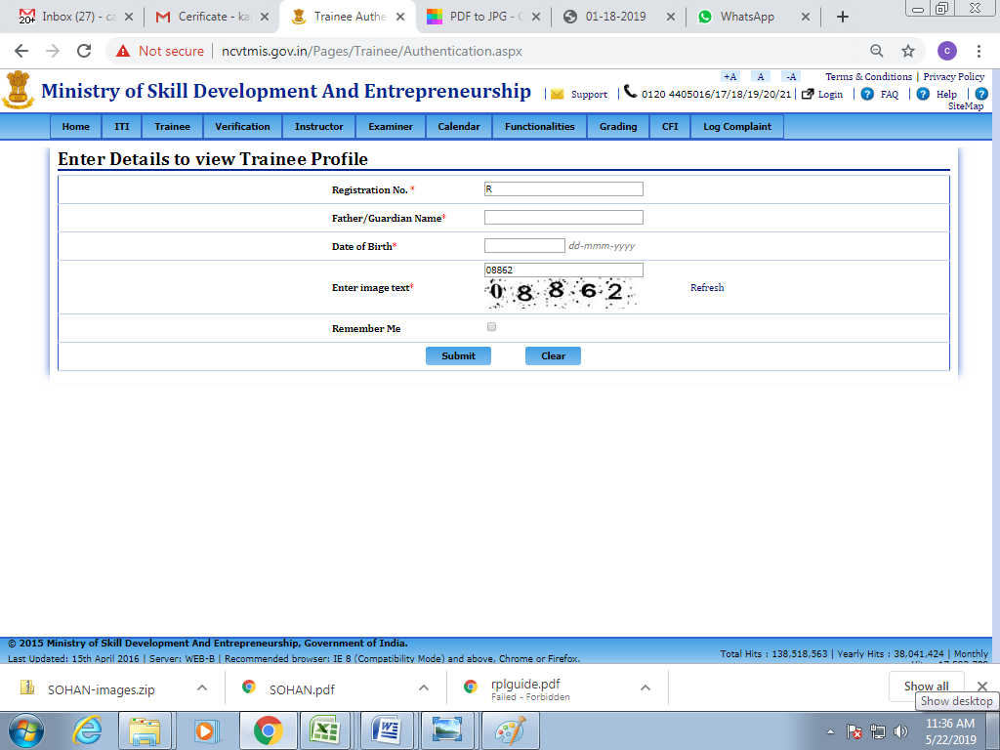 Inbox (27) - ca
Cerificate - ka
Trainee Authe
PDF to JPG - C
01-18-2019
WhatsApp
Not secure | ncvtmis.gov.in/Pages/Trainee/Authentication.aspx
c
+A A -A Terms & Conditions | Privacy Policy
Ministry of Skill Development And Entrepreneurship
| Support | 0120 4405016/17/18/19/20/21 | Login | ? FAQ | ? Help | ?
SiteMap
Home ITI Trainee Verification Instructor Examiner Calendar Functionalities Grading CFI Log Complaint
Enter Details to view Trainee Profile
Registration No. * R
Father/Guardian Name*
Date of Birth* dd-mmm-yyyy
08862
Enter image text* 08862 Refresh
Remember Me
Submit Clear
© 2015 Ministry of Skill Development And Entrepreneurship, Government of India.
Last Updated: 15th April 2016 | Server: WEB-B | Recommended browser: IE 8 (Compatibility Mode) and above, Chrome or Firefox.
Total Hits : 138,518,563 | Yearly Hits : 38,041,424 | Monthly
SOHAN-images.zip
SOHAN.pdf
rplguide.pdf
Failed - Forbidden
Show all
Show desktop
11:36 AM
5/22/2019